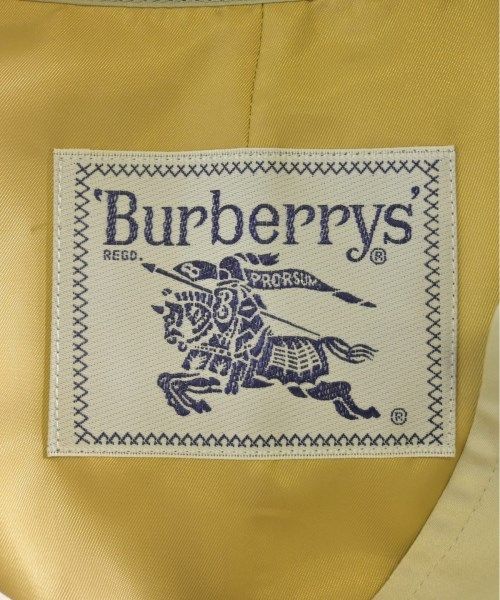 'Burberrys'
REGD. ®
PRORSUM
B
®